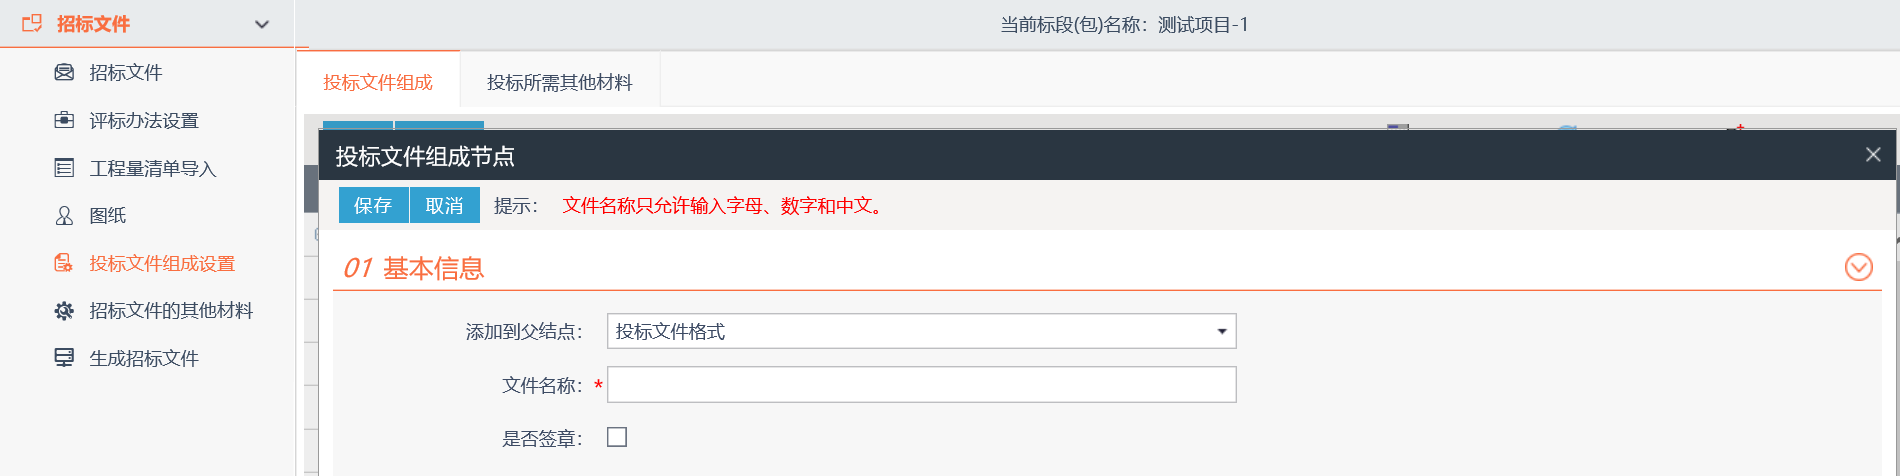 招标文件
当前标段(包)名称：测试项目-1
招标文件
评标办法设置
工程量清单导入
图纸
投标文件组成设置
招标文件的其他材料
生成招标文件
投标文件组成
投标所需其他材料
投标文件组成节点
保存
取消
提示：
文件名称只允许输入字母、数字和中文。
01 基本信息
添加到父结点：
投标文件格式
文件名称：*
是否签章：